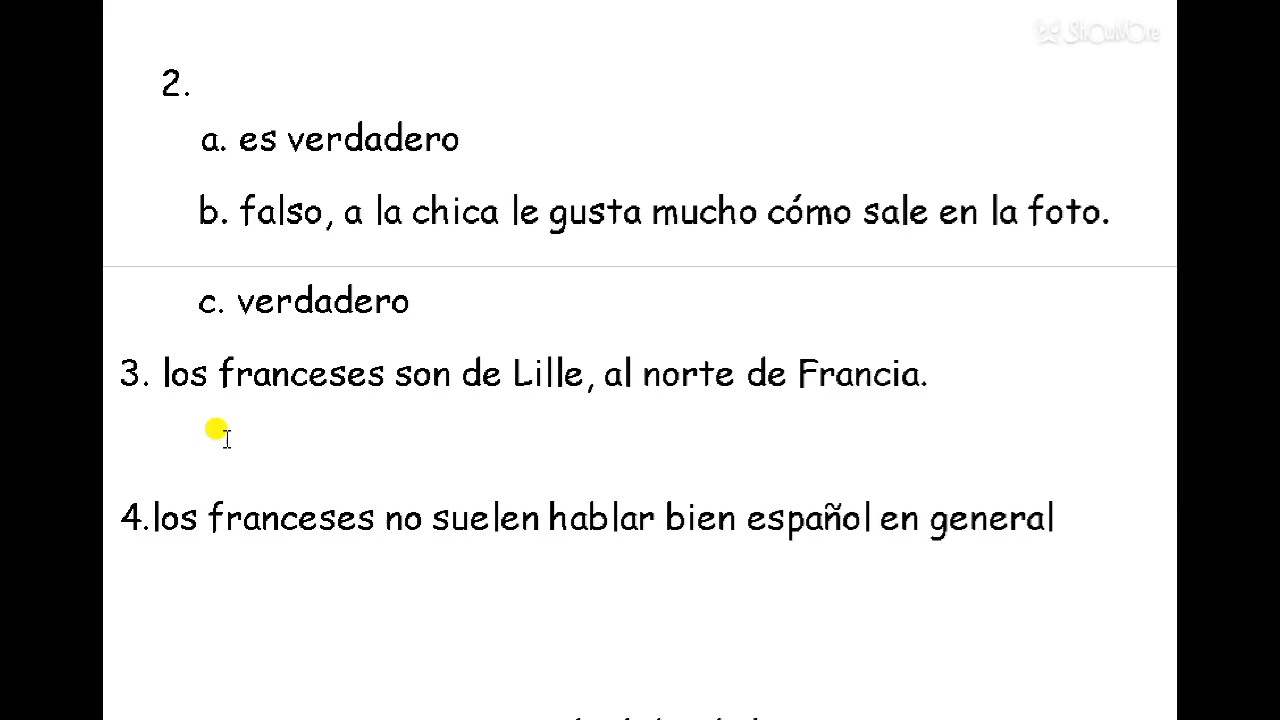 ShowMore
2.
a. es verdadero
b. falso, a la chica le gusta mucho cómo sale en la foto.
c. verdadero
3. los franceses son de Lille, al norte de Francia.
4.los franceses no suelen hablar bien español en general